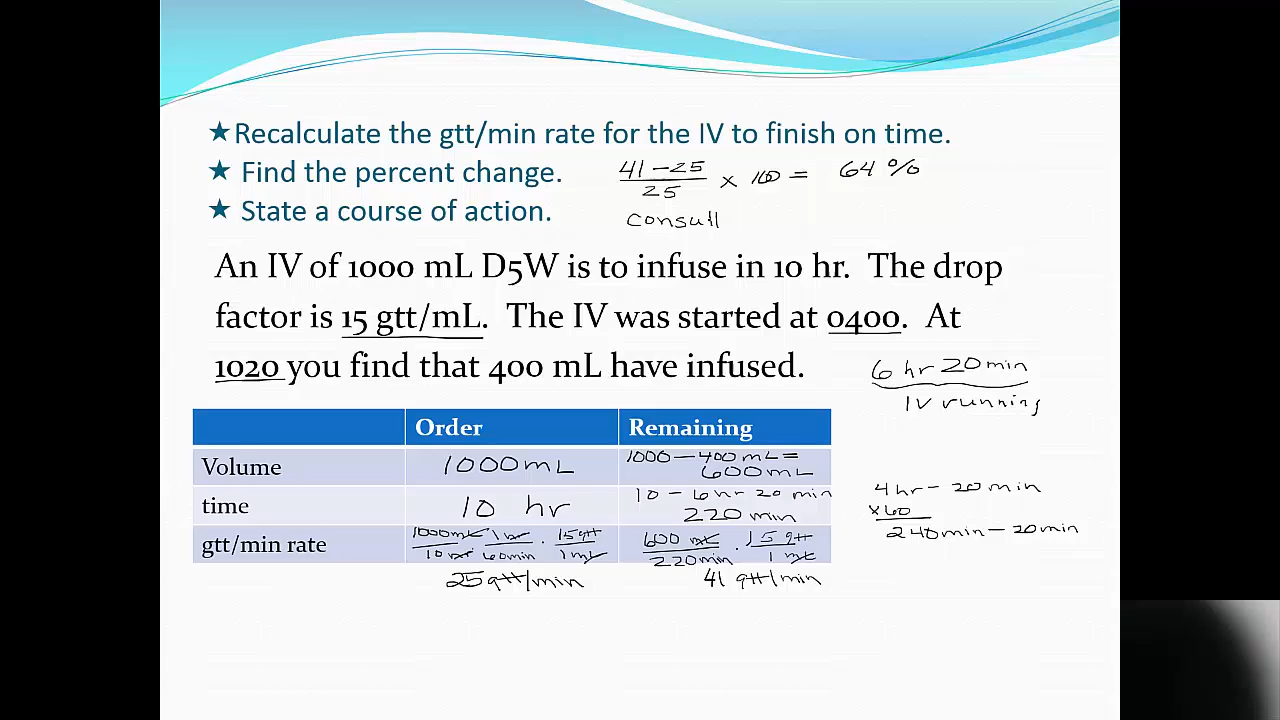 ★Recalculate the gtt/min rate for the IV to finish on time.
★ Find the percent change. 41 - 25 / 25 x 100 = 64 %
★ State a course of action. consult
An IV of 1000 mL D5W is to infuse in 10 hr. The drop
factor is 15 gtt/mL. The IV was started at 0400. At
1020 you find that 400 mL have infused.
6 hr 20 min
IV running
Order Remaining
Volume 1000 mL 1000 - 400 mL = 600 mL
time 10 hr 10 - 6 hr 20 min 220 min
gtt/min rate 1000 mL / 10 hr · 1 hr / 60 min · 15 gtt / 1 mL 600 mL / 220 min · 15 gtt / 1 mL
25 gtt/min 41 gtt/min
4 hr - 20 min
x 60
240 min - 20 min